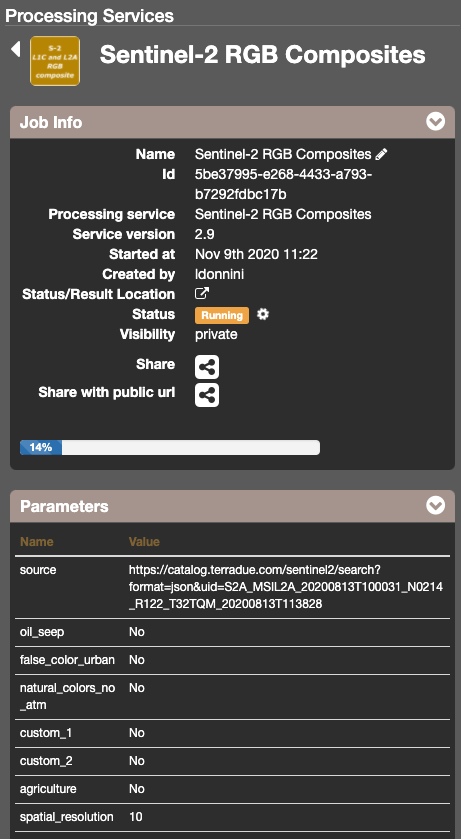 Processing Services
S-2
L1C and L2A
RGB
composite
Sentinel-2 RGB Composites
Job Info
Name Sentinel-2 RGB Composites
Id 5be37995-e268-4433-a793-
b7292fdbc17b
Processing service Sentinel-2 RGB Composites
Service version 2.9
Started at Nov 9th 2020 11:22
Created by ldonnini
Status/Result Location
Status Running
Visibility private
Share
Share with public url
14%
Parameters
Name Value
source https://catalog.terradue.com/sentinel2/search?
format=json&uid=S2A_MSIL2A_20200813T100031_N0214
_R122_T32TQM_20200813T113828
oil_seep No
false_color_urban No
natural_colors_no No
_atm
custom_1 No
custom_2 No
agriculture No
spatial_resolution 10